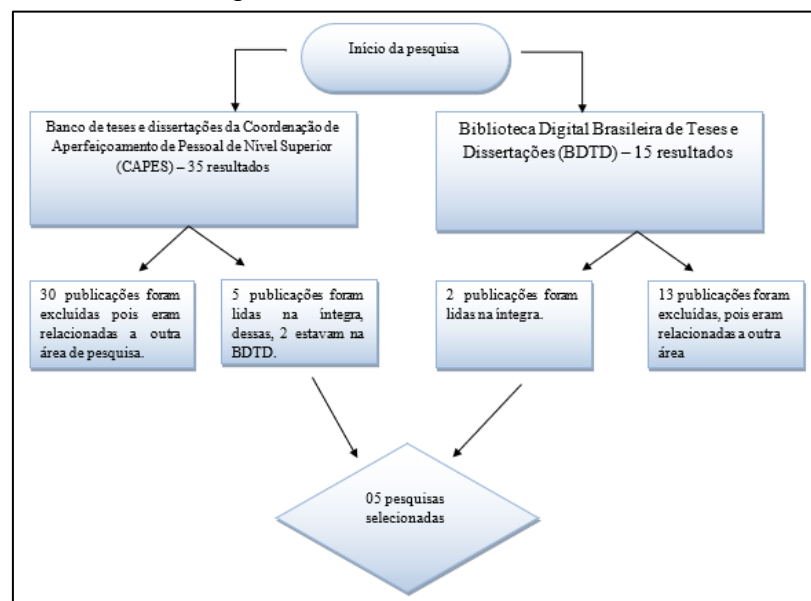 Início da pesquisa
Banco de teses e dissertações da Coordenação de
Aperfeiçoamento de Pessoal de Nível Superior
(CAPES) – 35 resultados
Biblioteca Digital Brasileira de Teses e
Dissertações (BDTD) – 15 resultados
30 publicações foram
excluídas pois eram
relacionadas a outra
área de pesquisa.
5 publicações foram
lidas na íntegra,
dessas, 2 estavam na
BDTD.
2 publicações foram
lidas na íntegra.
13 publicações foram
excluídas, pois eram
relacionadas a outra
área
05 pesquisas
selecionadas